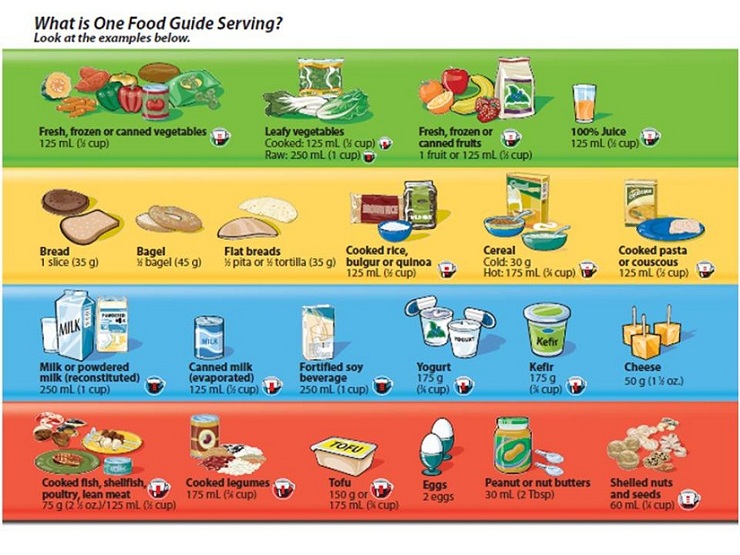 What is One Food Guide Serving?
Look at the examples below.
Fresh, frozen or canned vegetables
125 mL (½ cup)
Leafy vegetables
Cooked: 125 mL (½ cup)
Raw: 250 mL (1 cup)
Fresh, frozen or
canned fruits
1 fruit or 125 mL (½ cup)
100% Juice
125 mL (½ cup)
BROWN RICE
Bread
1 slice (35 g)
Bagel
½ bagel (45 g)
Flat breads
½ pita or ½ tortilla (35 g)
Cooked rice,
bulgur or quinoa
125 mL (½ cup)
Cereal
Cold: 30 g
Hot: 175 mL (¾ cup)
Cooked pasta
or couscous
125 mL (½ cup)
MILK
POWDERED
MILK
YOGURT
Kefir
Milk or powdered
milk (reconstituted)
250 mL (1 cup)
Canned milk
(evaporated)
125 mL (½ cup)
Fortified soy
beverage
250 mL (1 cup)
Yogurt
175 g
(¾ cup)
Kefir
175 g
(¾ cup)
Cheese
50 g (1 ½ oz.)
TOFU
Cooked fish, shellfish,
poultry, lean meat
75 g (2 ½ oz.)/125 mL (½ cup)
Cooked legumes
175 mL (¾ cup)
Tofu
150 g or
175 mL (¾ cup)
Eggs
2 eggs
Peanut or nut butters
30 mL (2 Tbsp)
Shelled nuts
and seeds
60 mL (¼ cup)